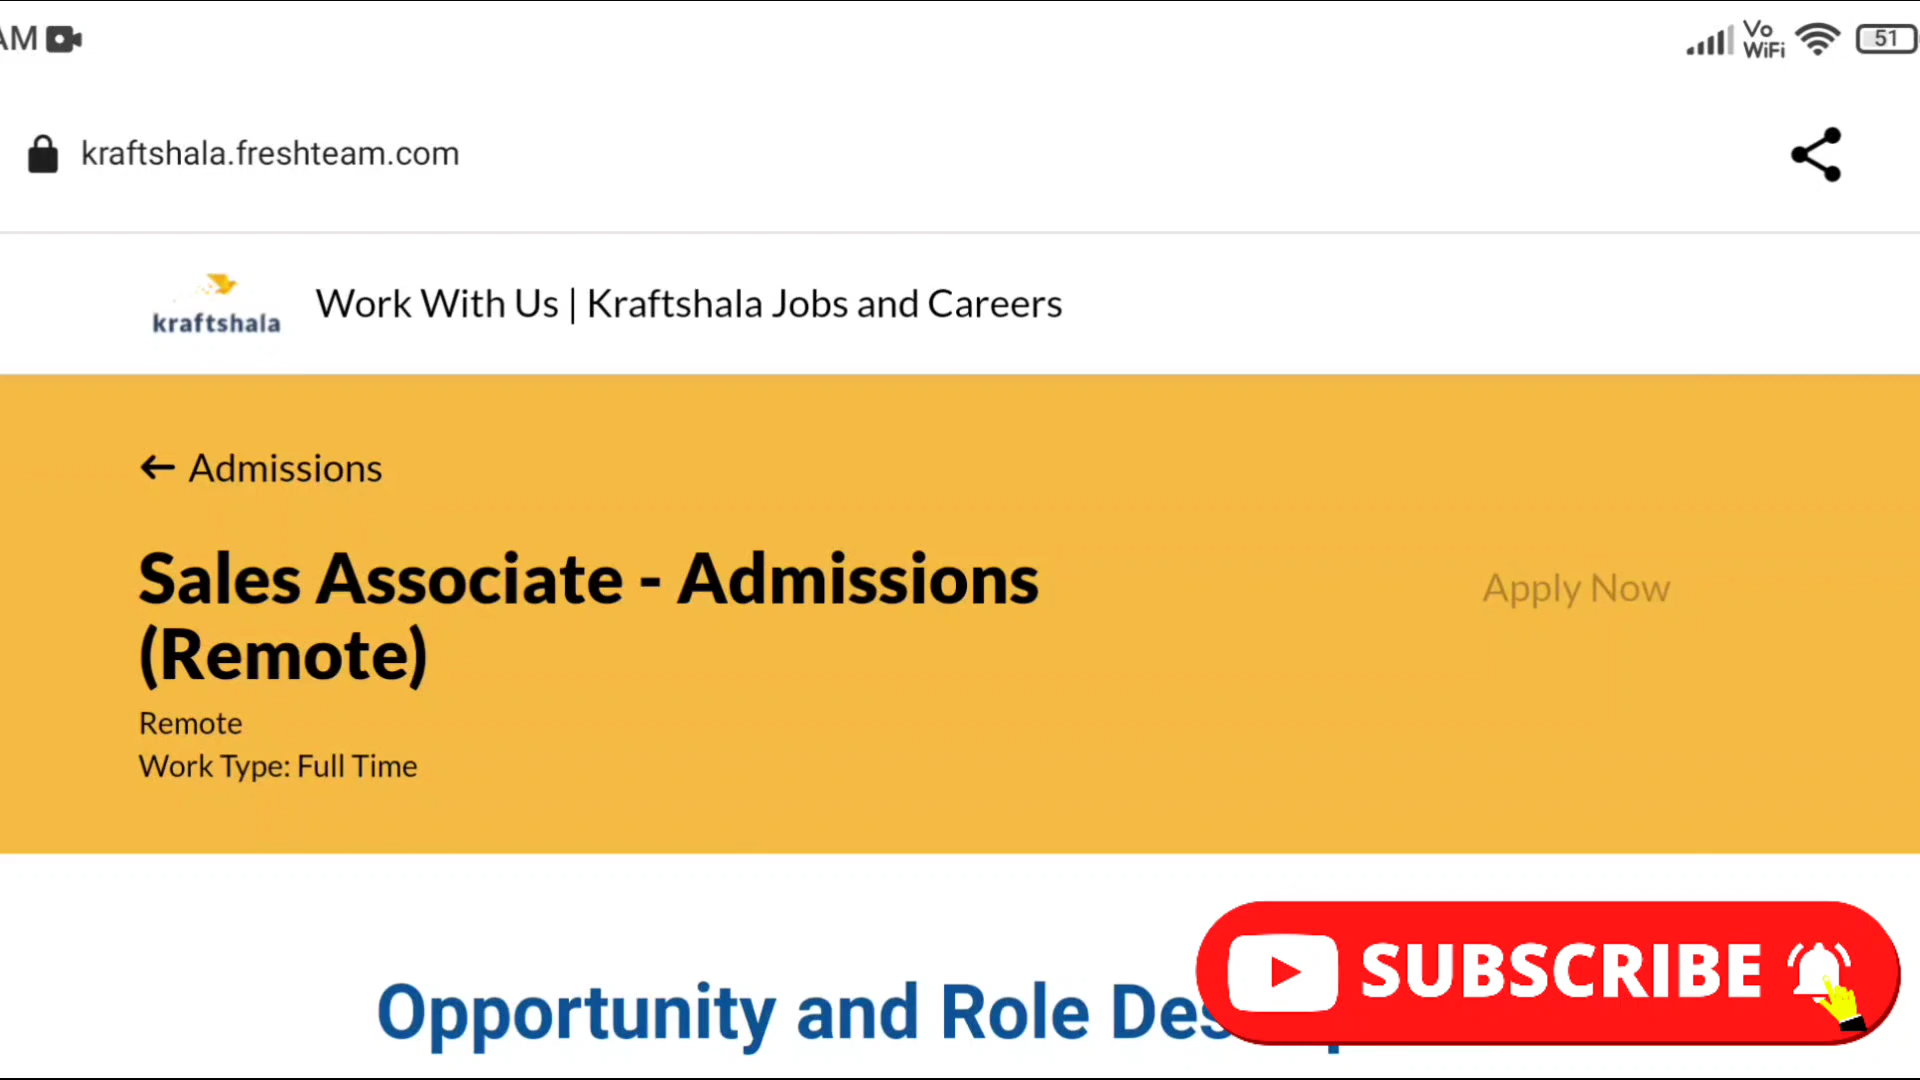 AM
Vo
WiFi
51
kraftshala.freshteam.com
kraftshala
Work With Us | Kraftshala Jobs and Careers
← Admissions
Sales Associate - Admissions
(Remote)
Apply Now
Remote
Work Type: Full Time
Opportunity and Role Des
SUBSCRIBE